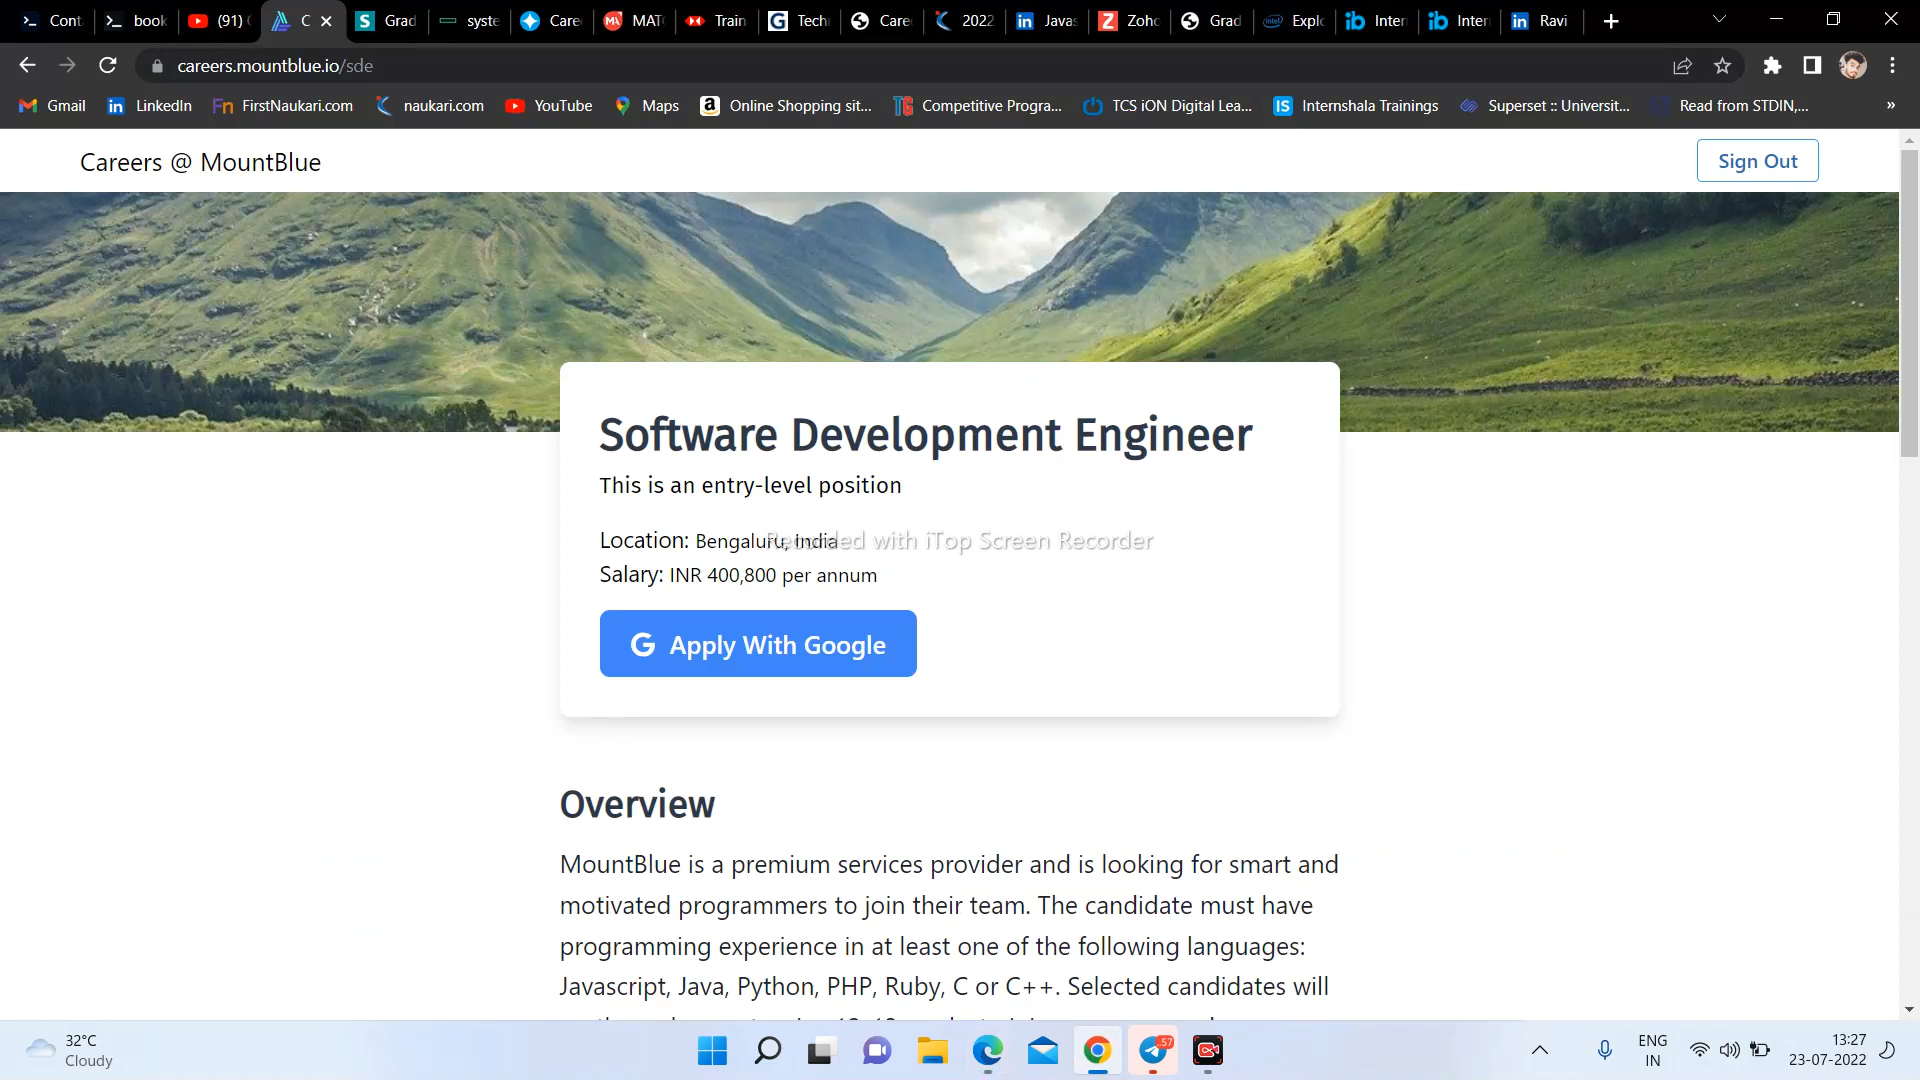 Cont
book
(91)
C
Grad
syste
Care
MAT
Train
Tech
Care
2022
Javas
Zoho
Grad
Explo
Inter
Inter
Ravi
careers.mountblue.io/sde
Gmail
LinkedIn
FirstNaukari.com
naukari.com
YouTube
Maps
Online Shopping sit...
Competitive Progra...
TCS iON Digital Lea...
Internshala Trainings
Superset :: Universit...
Read from STDIN,...
Careers @ MountBlue
Sign Out
Software Development Engineer
This is an entry-level position
Location: Bengaluru, India
Recorded with iTop Screen Recorder
Salary: INR 400,800 per annum
Apply With Google
Overview
MountBlue is a premium services provider and is looking for smart and
motivated programmers to join their team. The candidate must have
programming experience in at least one of the following languages:
Javascript, Java, Python, PHP, Ruby, C or C++. Selected candidates will
32°C
Cloudy
57
ENG
IN
13:27
23-07-2022